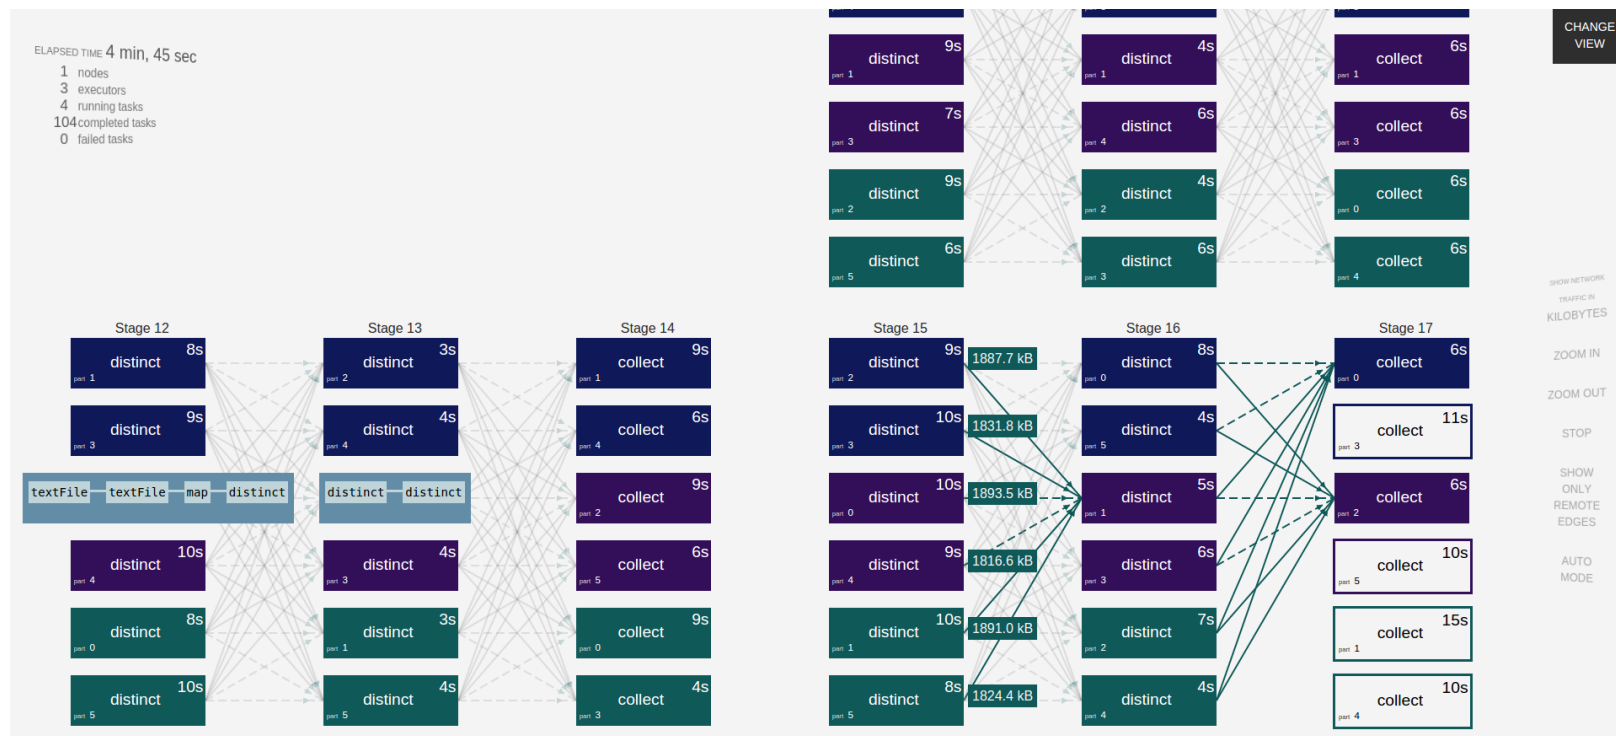 ELAPSED TIME 4 min, 45 sec
1 nodes
3 executors
4 running tasks
104 completed tasks
0 failed tasks
CHANGE
VIEW
9s 4s 6s
distinct distinct collect
part 1 part 1 part 1
7s 6s 6s
distinct distinct collect
part 3 part 4 part 3
9s 4s 6s
distinct distinct collect
part 2 part 2 part 0
6s 6s 6s
distinct distinct collect
part 5 part 3 part 4
SHOW NETWORK
TRAFFIC IN
KILOBYTES
ZOOM IN
ZOOM OUT
STOP
SHOW
ONLY
REMOTE
EDGES
AUTO
MODE
Stage 12 Stage 13 Stage 14 Stage 15 Stage 16 Stage 17
8s 3s 9s 9s 1887.7 kB 8s 6s
distinct distinct collect distinct distinct collect
part 1 part 2 part 1 part 2 part 0 part 0
9s 4s 6s 10s 1831.8 kB 4s 11s
distinct distinct collect distinct distinct collect
part 3 part 4 part 4 part 3 part 5 part 3
textFile textFile map distinct distinct distinct 9s 10s 1893.5 kB 5s 6s
collect distinct distinct collect
part 2 part 0 part 1 part 2
10s 4s 6s 9s 1816.6 kB 6s 10s
distinct distinct collect distinct distinct collect
part 4 part 3 part 5 part 4 part 3 part 5
8s 3s 9s 10s 1891.0 kB 7s 15s
distinct distinct collect distinct distinct collect
part 0 part 1 part 0 part 1 part 2 part 1
10s 4s 4s 8s 1824.4 kB 4s 10s
distinct distinct collect distinct distinct collect
part 5 part 5 part 3 part 5 part 4 part 4